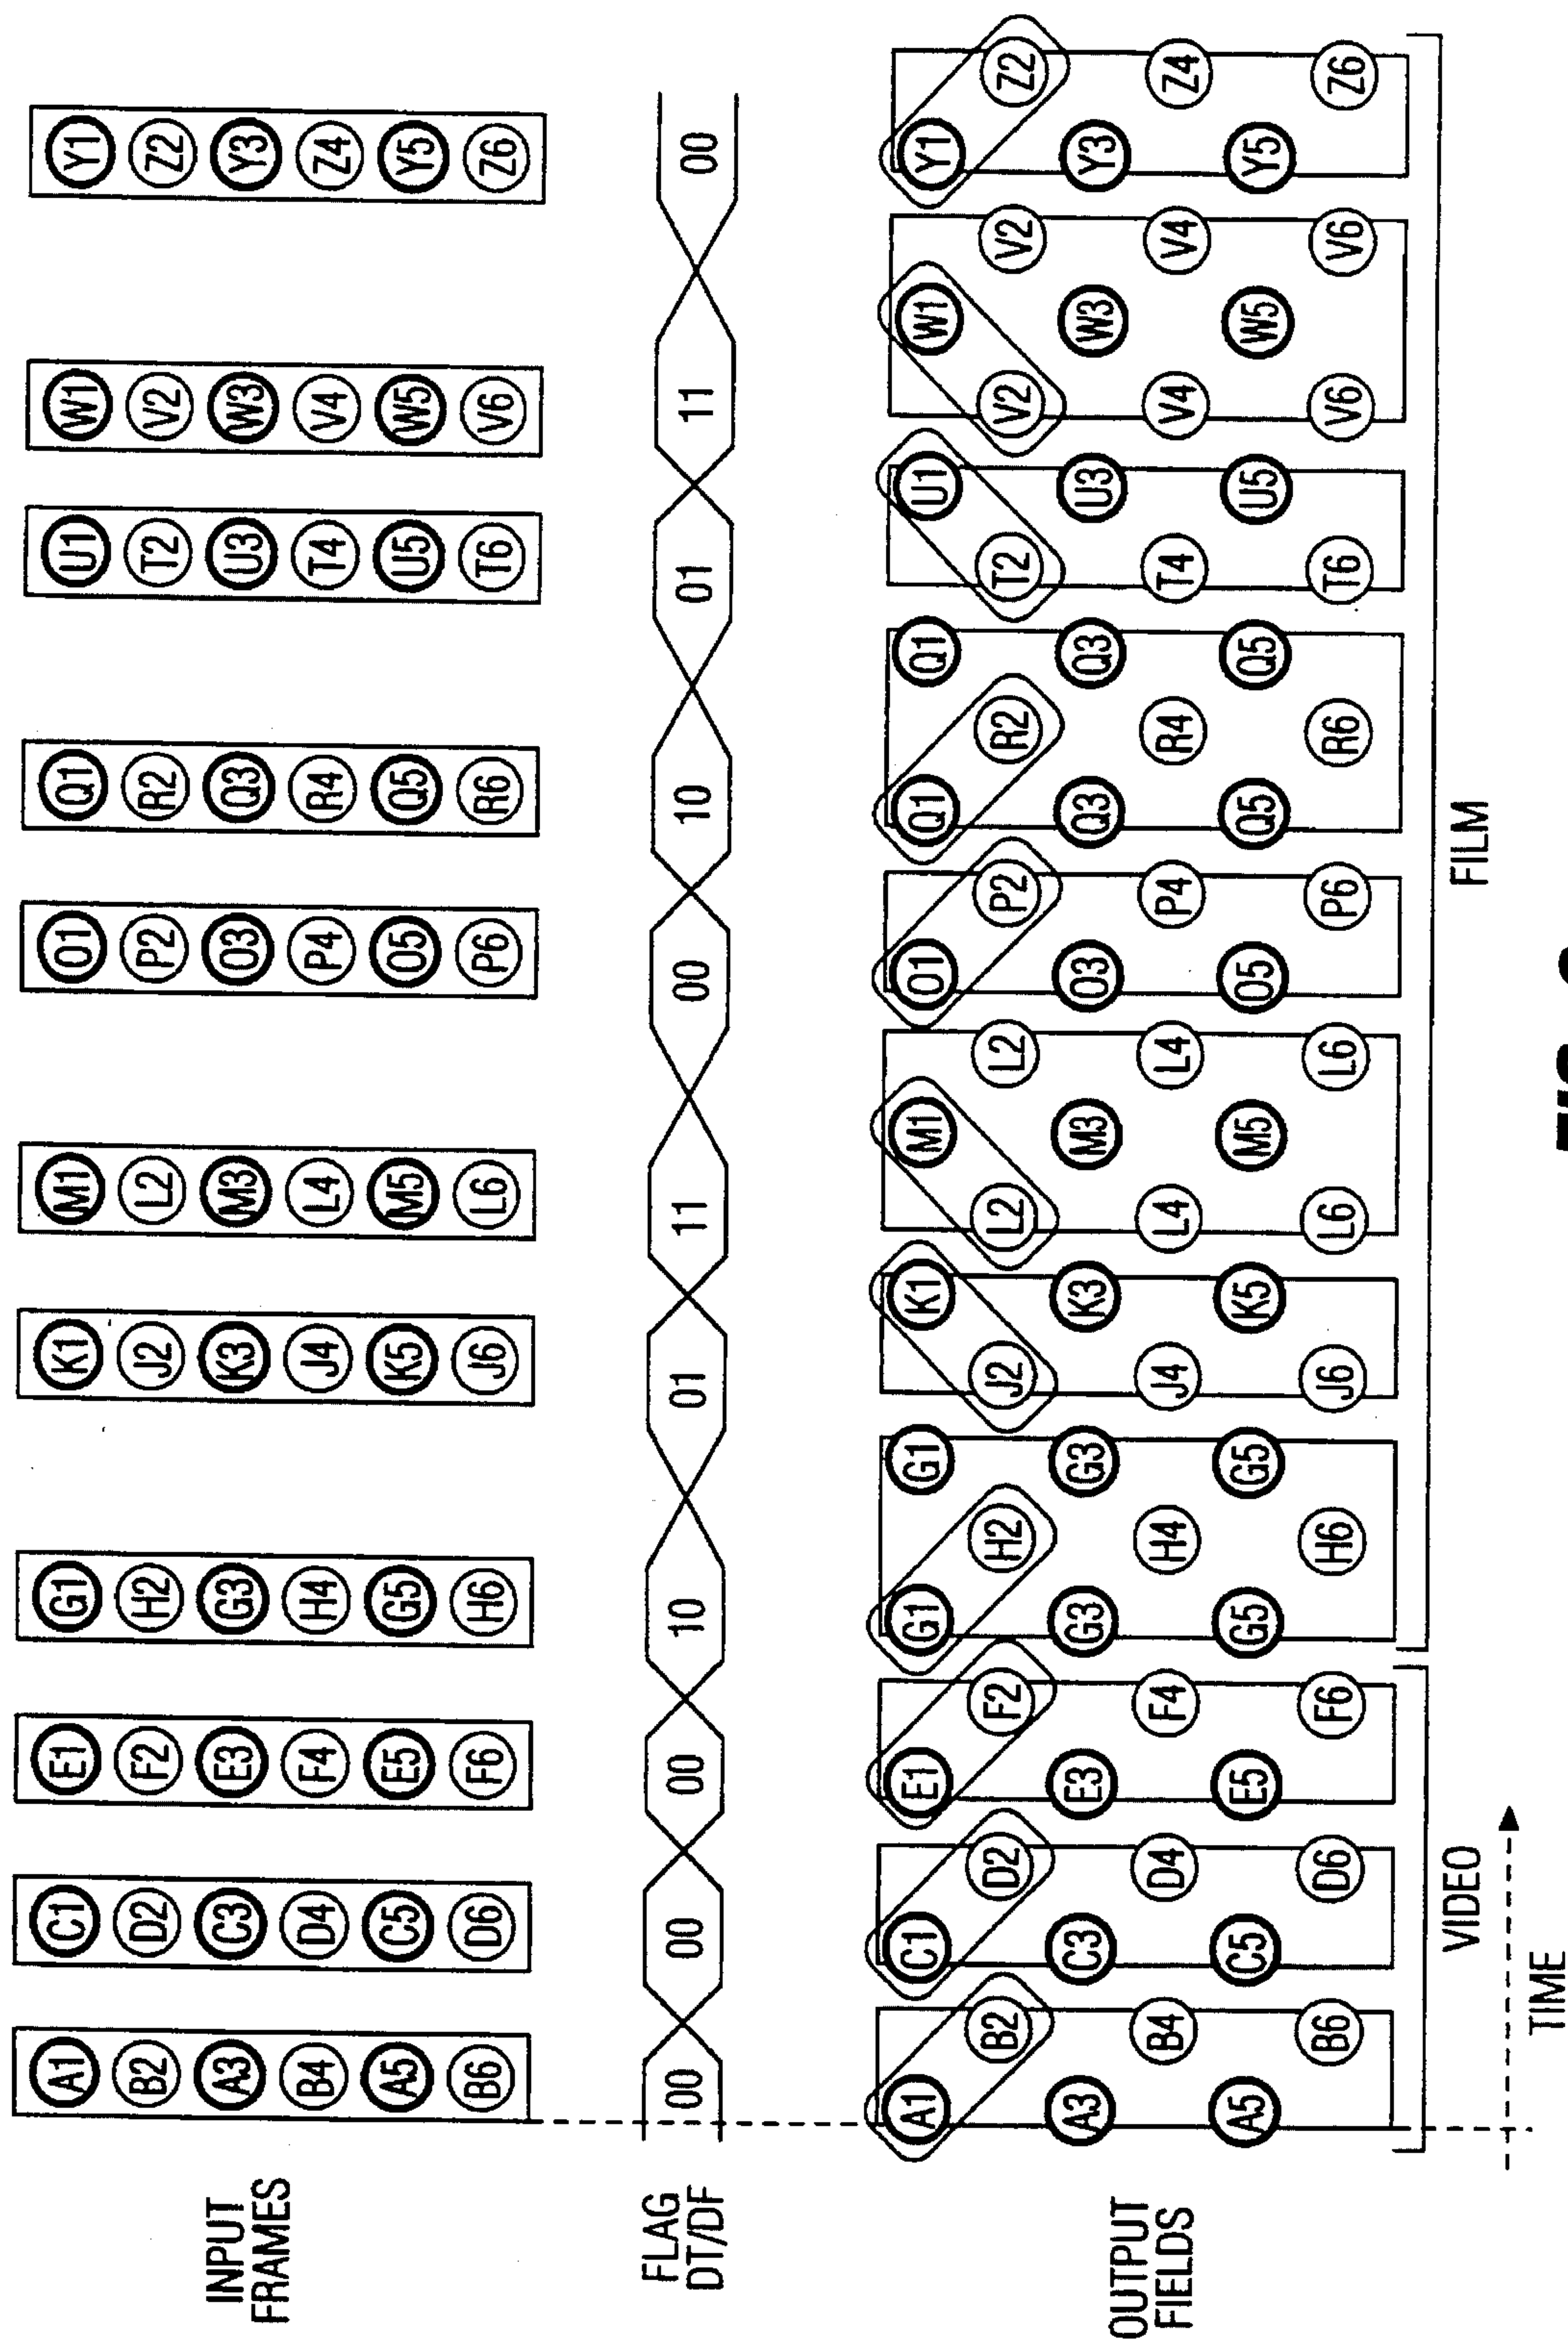 INPUT
FRAMES
A1 C1 E1 G1 K1 M1 O1 Q1 U1 W1 Y1
B2 D2 F2 H2 J2 L2 P2 R2 T2 V2 Z2
A3 C3 E3 G3 K3 M3 O3 Q3 U3 W3 Y3
B4 D4 F4 H4 J4 L4 P4 R4 T4 V4 Z4
A5 C5 E5 G5 K5 M5 O5 Q5 U5 W5 Y5
B6 D6 F6 H6 J6 L6 P6 R6 T6 V6 Z6
FLAG
DT/DF
00 00 00 10 01 11 00 10 01 11 00
OUTPUT
FIELDS
A1 C1 E1 G1 G1 K1 M1 O1 Q1 Q1 U1 W1 Y1
B2 D2 F2 H2 J2 L2 L2 P2 R2 T2 V2 V2 Z2
A3 C3 E3 G3 G3 K3 M3 O3 Q3 Q3 U3 W3 Y3
B4 D4 F4 H4 J4 L4 L4 P4 R4 T4 V4 V4 Z4
A5 C5 E5 G5 G5 K5 M5 O5 Q5 Q5 U5 W5 Y5
B6 D6 F6 H6 J6 L6 L6 P6 R6 T6 V6 V6 Z6
VIDEO FILM
TIME